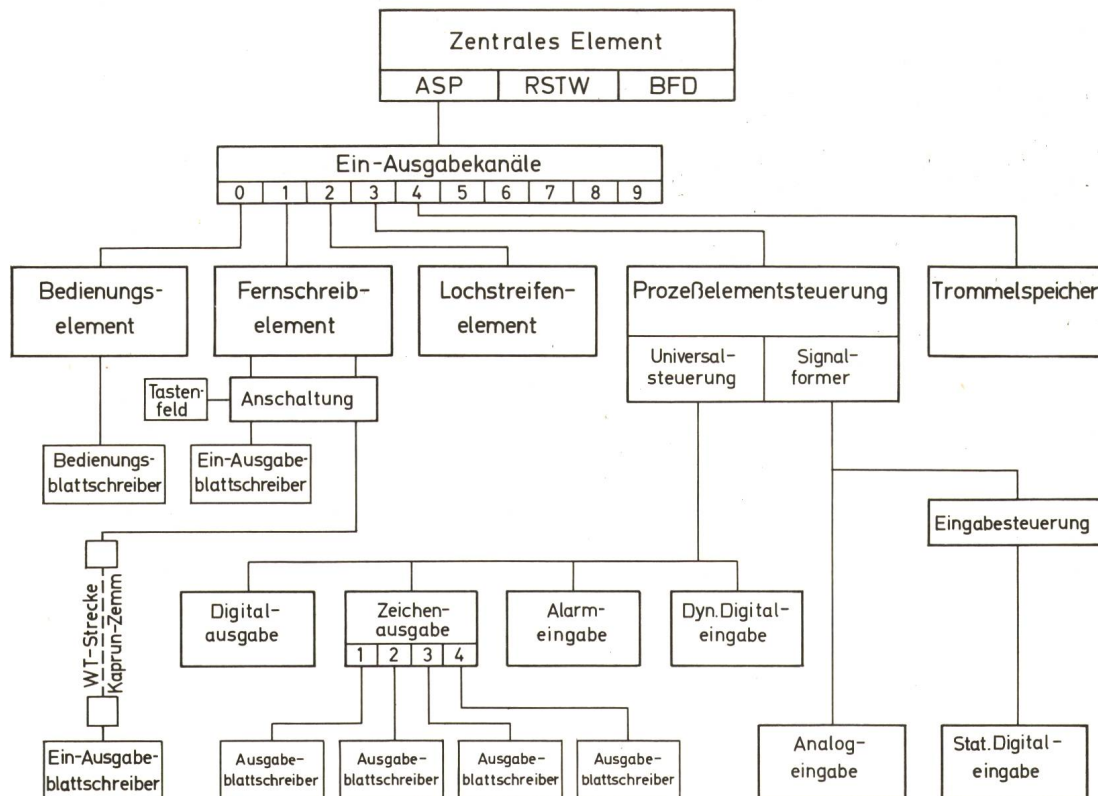 Zentrales Element
ASP RSTW BFD
Ein-Ausgabekanäle
0 1 2 3 4 5 6 7 8 9
Bedienungs-
element
Fernschreib-
element
Lochstreifen-
element
Prozeßelementsteuerung
Universal-
steuerung
Signal-
former
Trommelspeicher
Tasten-
feld
Anschaltung
Bedienungs-
blattschreiber
Ein-Ausgabe-
blattschreiber
Eingabesteuerung
WT-Strecke
Kaprun-Zemm
Digital-
ausgabe
Zeichen-
ausgabe
1 2 3 4
Alarm-
eingabe
Dyn.Digital-
eingabe
Ein-Ausgabe-
blattschreiber
Ausgabe-
blattschreiber
Ausgabe-
blattschreiber
Ausgabe-
blattschreiber
Ausgabe-
blattschreiber
Analog-
eingabe
Stat.Digital-
eingabe